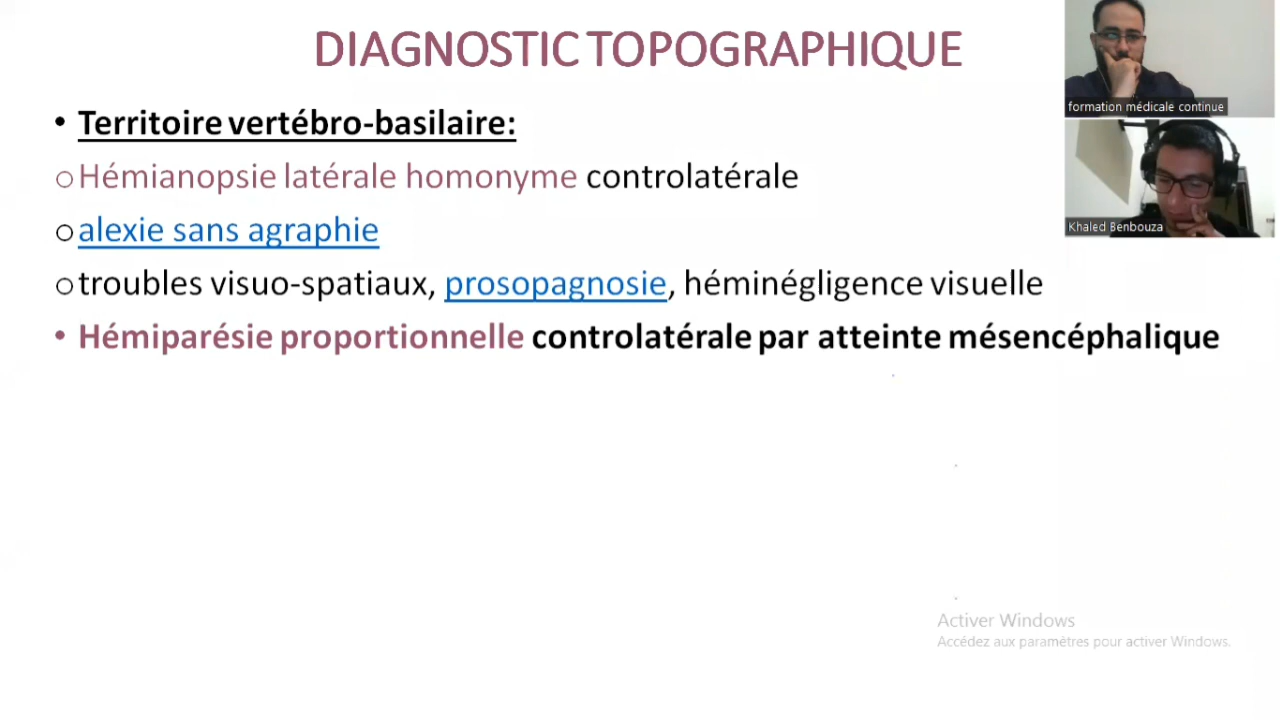 DIAGNOSTIC TOPOGRAPHIQUE
• Territoire vertébro-basilaire:
o Hémianopsie latérale homonyme controlatérale
o alexie sans agraphie
o troubles visuo-spatiaux, prosopagnosie, héminégligence visuelle
• Hémiparésie proportionnelle controlatérale par atteinte mésencéphalique
formation médicale continue
Khaled Benbouza
Activer Windows
Accédez aux paramètres pour activer Windows.